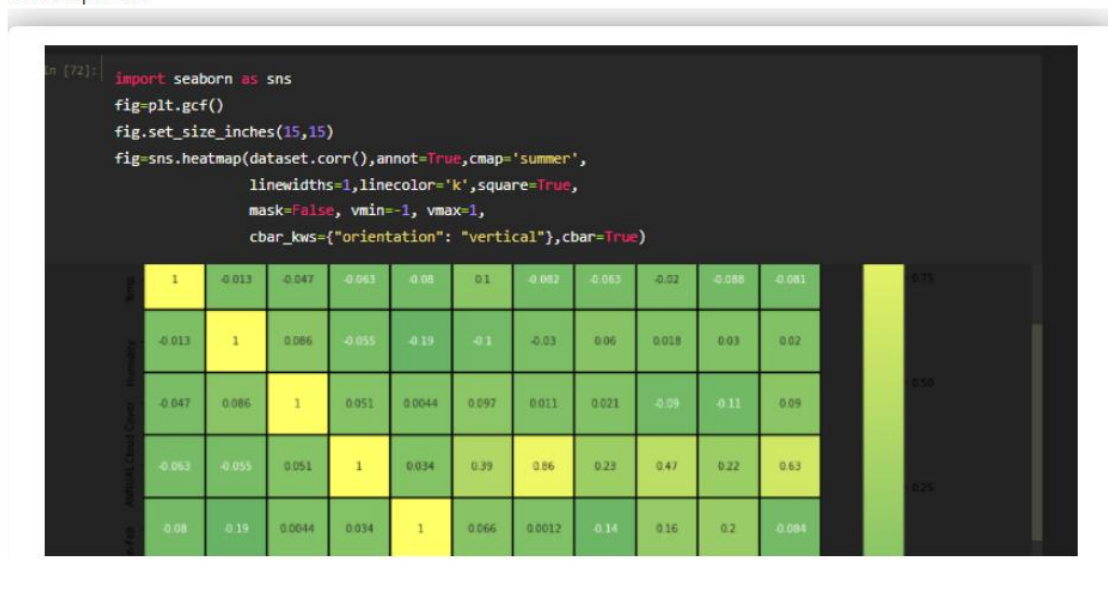 In [72]:
import seaborn as sns
fig=plt.gcf()
fig.set_size_inches(15,15)
fig=sns.heatmap(dataset.corr(),annot=True,cmap='summer',
linewidths=1,linecolor='k',square=True,
mask=False, vmin=-1, vmax=1,
cbar_kws={"orientation": "vertical"},cbar=True)
Temp 1 -0.013 -0.047 -0.063 -0.08 0.1 -0.082 -0.063 -0.02 -0.088 -0.081 0.75
Humidity -0.013 1 0.086 -0.055 -0.19 -0.1 -0.03 0.06 0.018 0.03 0.02
0.50
Cloud Cover -0.047 0.086 1 0.051 0.0044 0.097 0.011 0.021 -0.09 -0.11 0.09
ANNUAL -0.063 -0.055 0.051 1 0.034 0.39 0.86 0.23 0.47 0.22 0.63
0.25
-0.08 -0.19 0.0044 0.034 1 0.066 0.0012 -0.14 0.16 0.2 -0.084